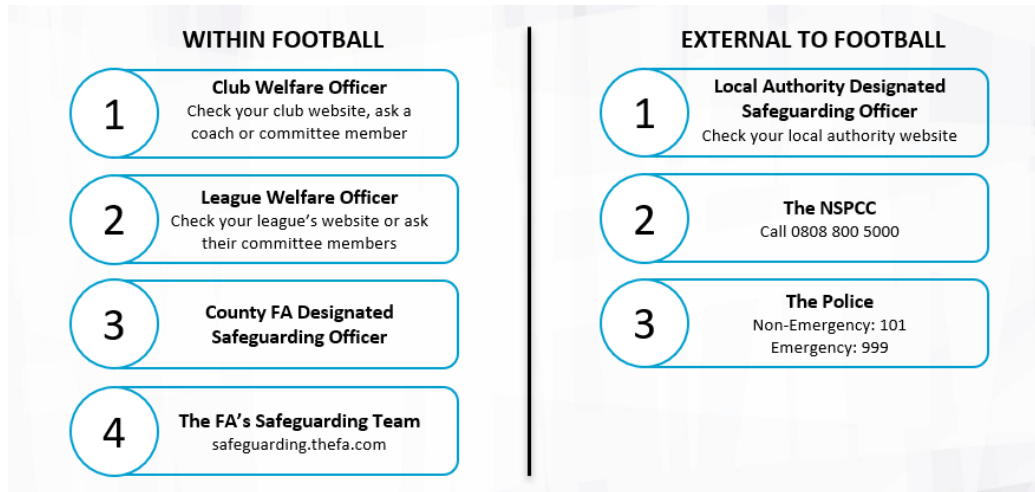 WITHIN FOOTBALL
1
Club Welfare Officer
Check your club website, ask a
coach or committee member
2
League Welfare Officer
Check your league’s website or ask
their committee members
3
County FA Designated
Safeguarding Officer
4
The FA’s Safeguarding Team
safeguarding.thefa.com
EXTERNAL TO FOOTBALL
1
Local Authority Designated
Safeguarding Officer
Check your local authority website
2
The NSPCC
Call 0808 800 5000
3
The Police
Non-Emergency: 101
Emergency: 999